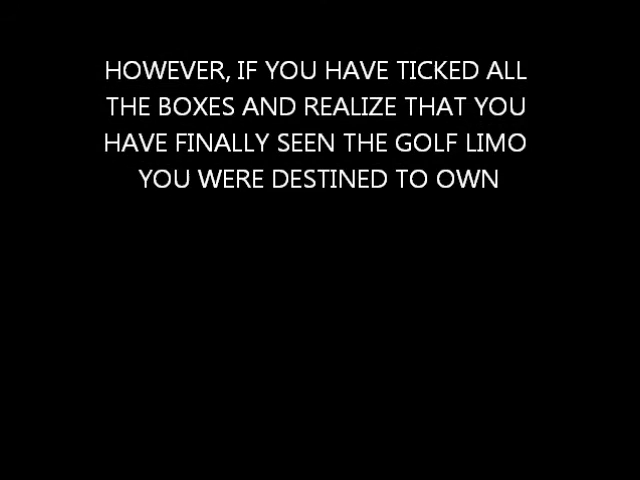 HOWEVER, IF YOU HAVE TICKED ALL
THE BOXES AND REALIZE THAT YOU
HAVE FINALLY SEEN THE GOLF LIMO
YOU WERE DESTINED TO OWN